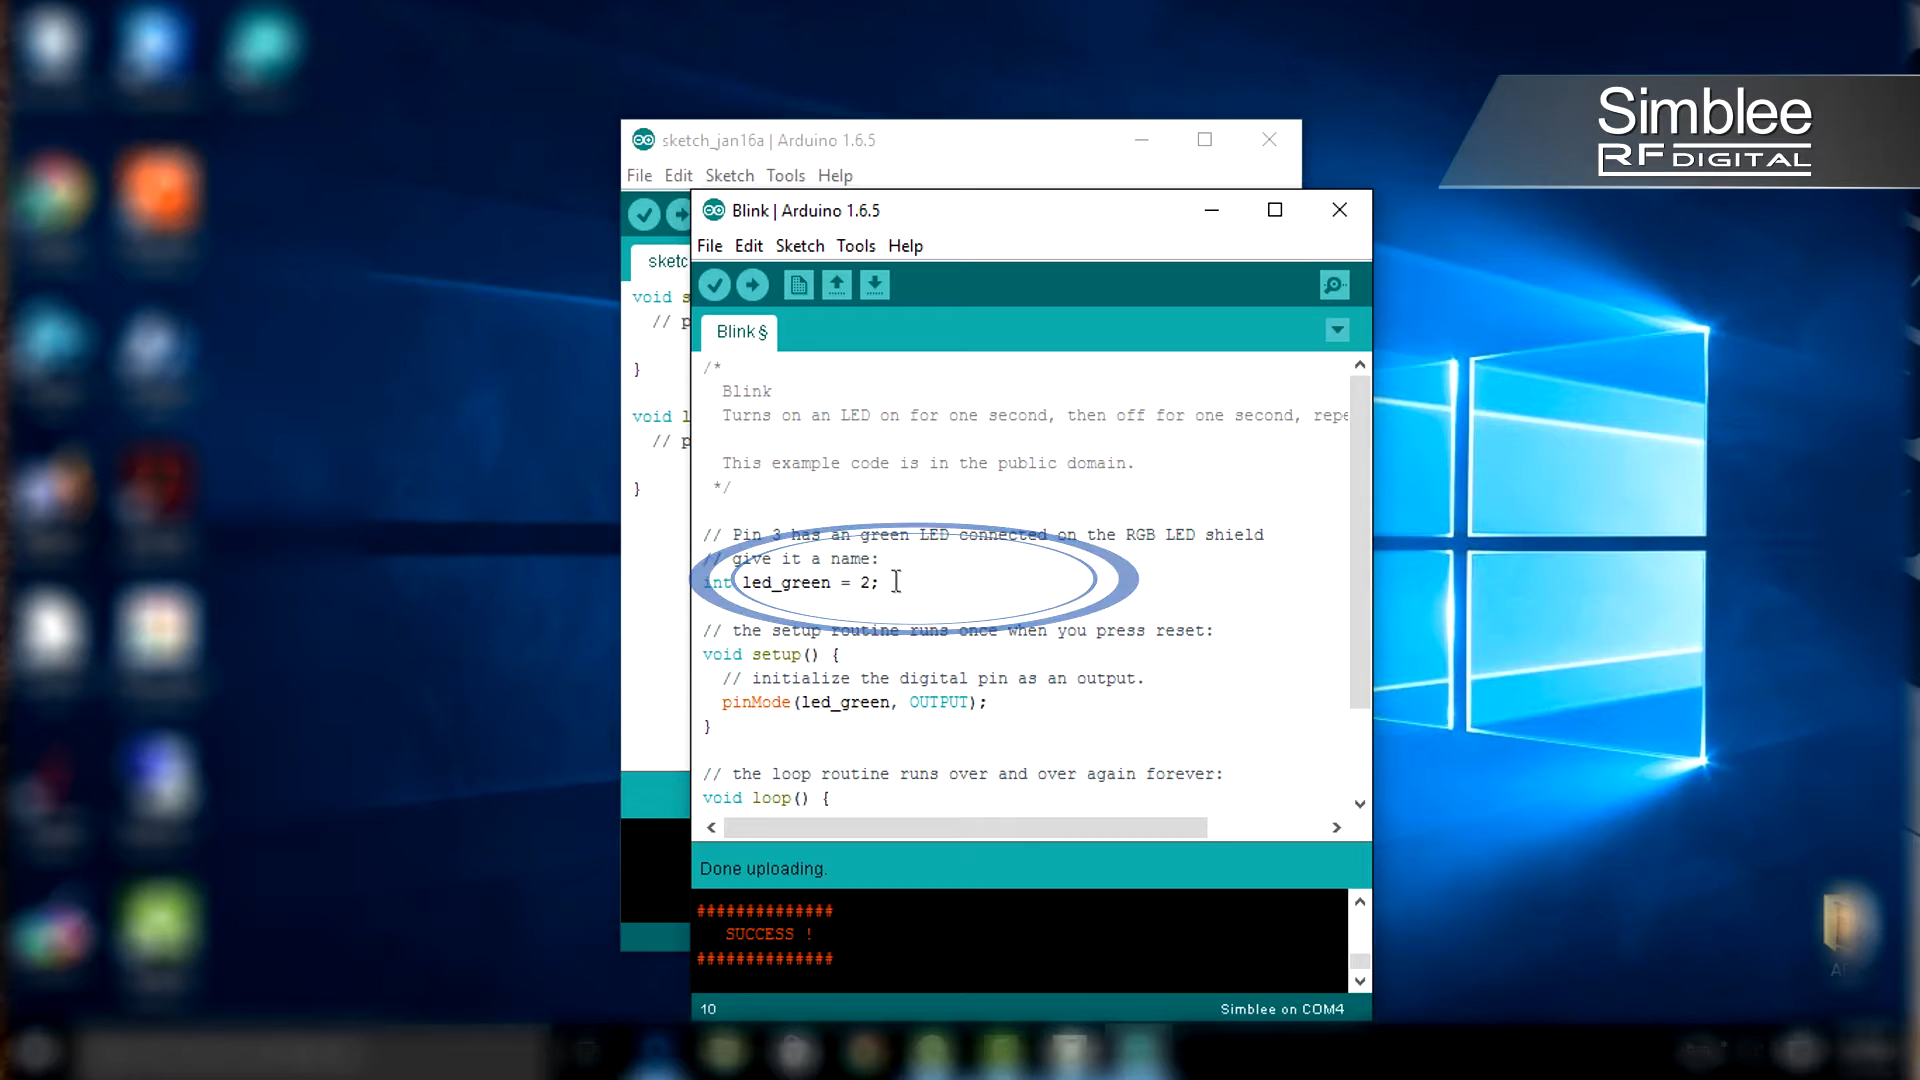 Simblee
RF DIGITAL
sketch_jan16a | Arduino 1.6.5
File Edit Sketch Tools Help
sketc
void s
// p
}
void l
// p
}
Blink | Arduino 1.6.5
File Edit Sketch Tools Help
Blink §
/*
Blink
Turns on an LED on for one second, then off for one second, repe
This example code is in the public domain.
*/
// Pin 3 has an green LED connected on the RGB LED shield
// give it a name:
int led_green = 2;
// the setup routine runs once when you press reset:
void setup() {
// initialize the digital pin as an output.
pinMode(led_green, OUTPUT);
}
// the loop routine runs over and over again forever:
void loop() {
Done uploading.
##############
SUCCESS !
##############
10
Simblee on COM4